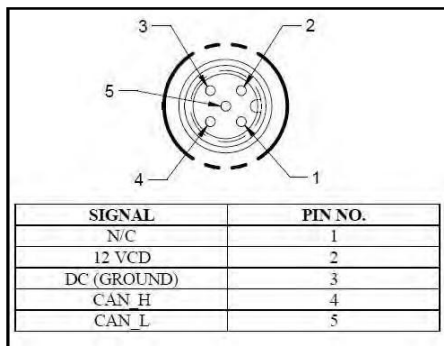 3 2
5
4 1
SIGNAL PIN NO.
N/C 1
12 VCD 2
DC (GROUND) 3
CAN_H 4
CAN_L 5